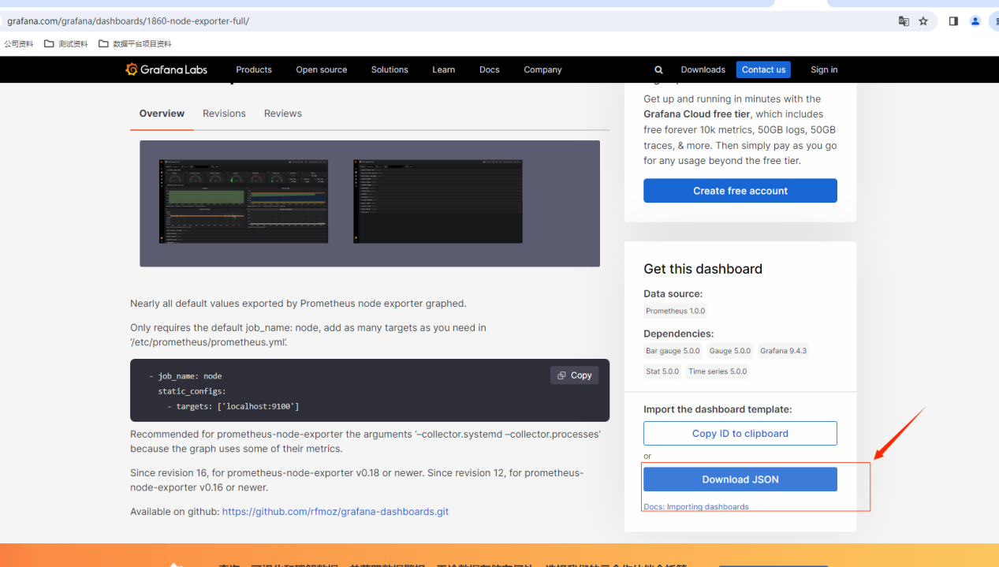 grafana.com/grafana/dashboards/1860-node-exporter-full/
公司资料 测试资料 数据平台项目资料
Grafana Labs Products Open source Solutions Learn Docs Company Downloads Contact us Sign in
Overview Revisions Reviews
Nearly all default values exported by Prometheus node exporter graphed.
Only requires the default job_name: node, add as many targets as you need in
‘/etc/prometheus/prometheus.yml’.
Copy
- job_name: node
static_configs:
- targets: ['localhost:9100']
Recommended for prometheus-node-exporter the arguments ‘–collector.systemd –collector.processes’
because the graph uses some of their metrics.
Since revision 16, for prometheus-node-exporter v0.18 or newer. Since revision 12, for prometheus-
node-exporter v0.16 or newer.
Available on github: https://github.com/rfmoz/grafana-dashboards.git
Get up and running in minutes with the
Grafana Cloud free tier, which includes
free forever 10k metrics, 50GB logs, 50GB
traces, & more. Then simply pay as you go
for any usage beyond the free tier.
Create free account
Get this dashboard
Data source:
Prometheus 1.0.0
Dependencies:
Bar gauge 5.0.0 Gauge 5.0.0 Grafana 9.4.3
Stat 5.0.0 Time series 5.0.0
Import the dashboard template:
Copy ID to clipboard
or
Download JSON
Docs: Importing dashboards